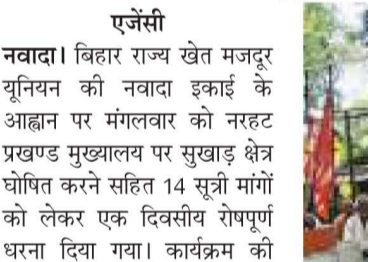 एजेंसी
नवादा। बिहार राज्य खेत मजदूर
यूनियन की नवादा इकाई के
आह्वान पर मंगलवार को नरहट
प्रखण्ड मुख्यालय पर सुखाड़ क्षेत्र
घोषित करने सहित 14 सूत्री मांगों
को लेकर एक दिवसीय रोषपूर्ण
धरना दिया गया। कार्यक्रम की